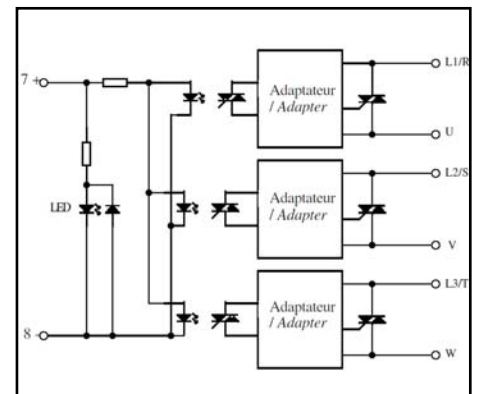 L1/R
7 +
Adaptateur
/ Adapter
U
L2/S
LED
Adaptateur
/ Adapter
V
L3/T
Adaptateur
/ Adapter
8 -
W